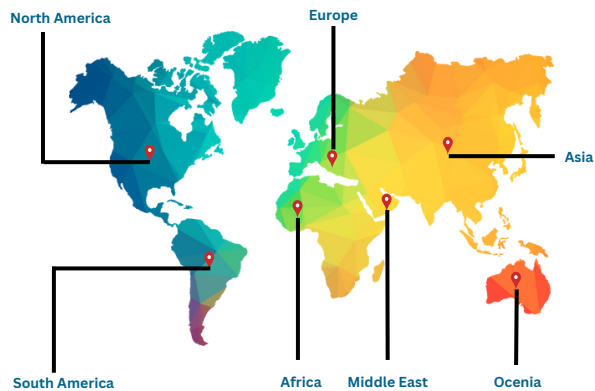 Europe
North America
Asia
South America
Africa
Middle East
Ocenia